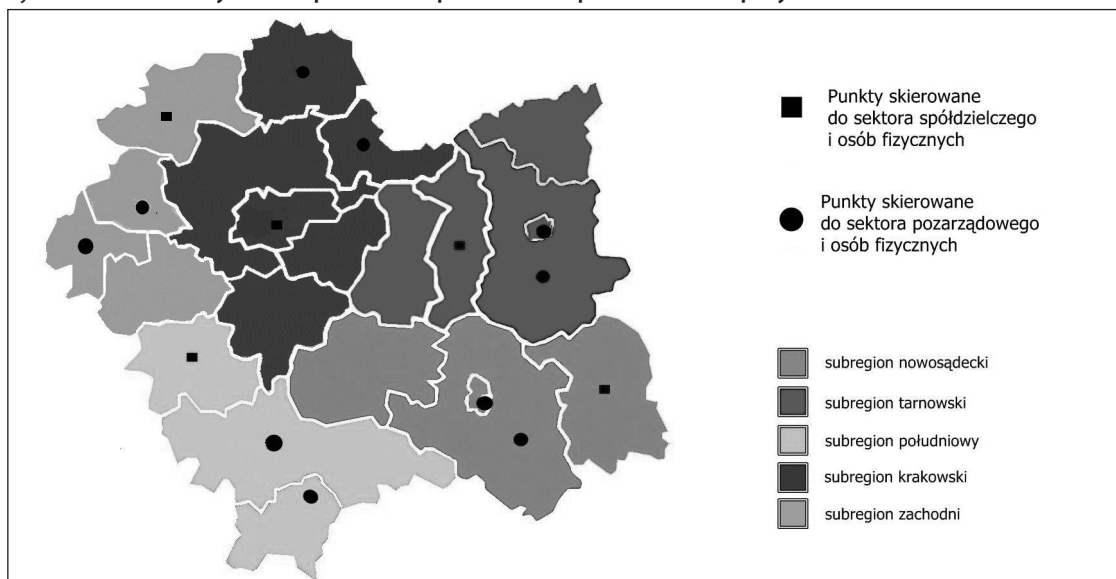 Punkty skierowane
do sektora spółdzielczego
i osób fizycznych
Punkty skierowane
do sektora pozarządowego
i osób fizycznych
subregion nowosądecki
subregion tarnowski
subregion południowy
subregion krakowski
subregion zachodni